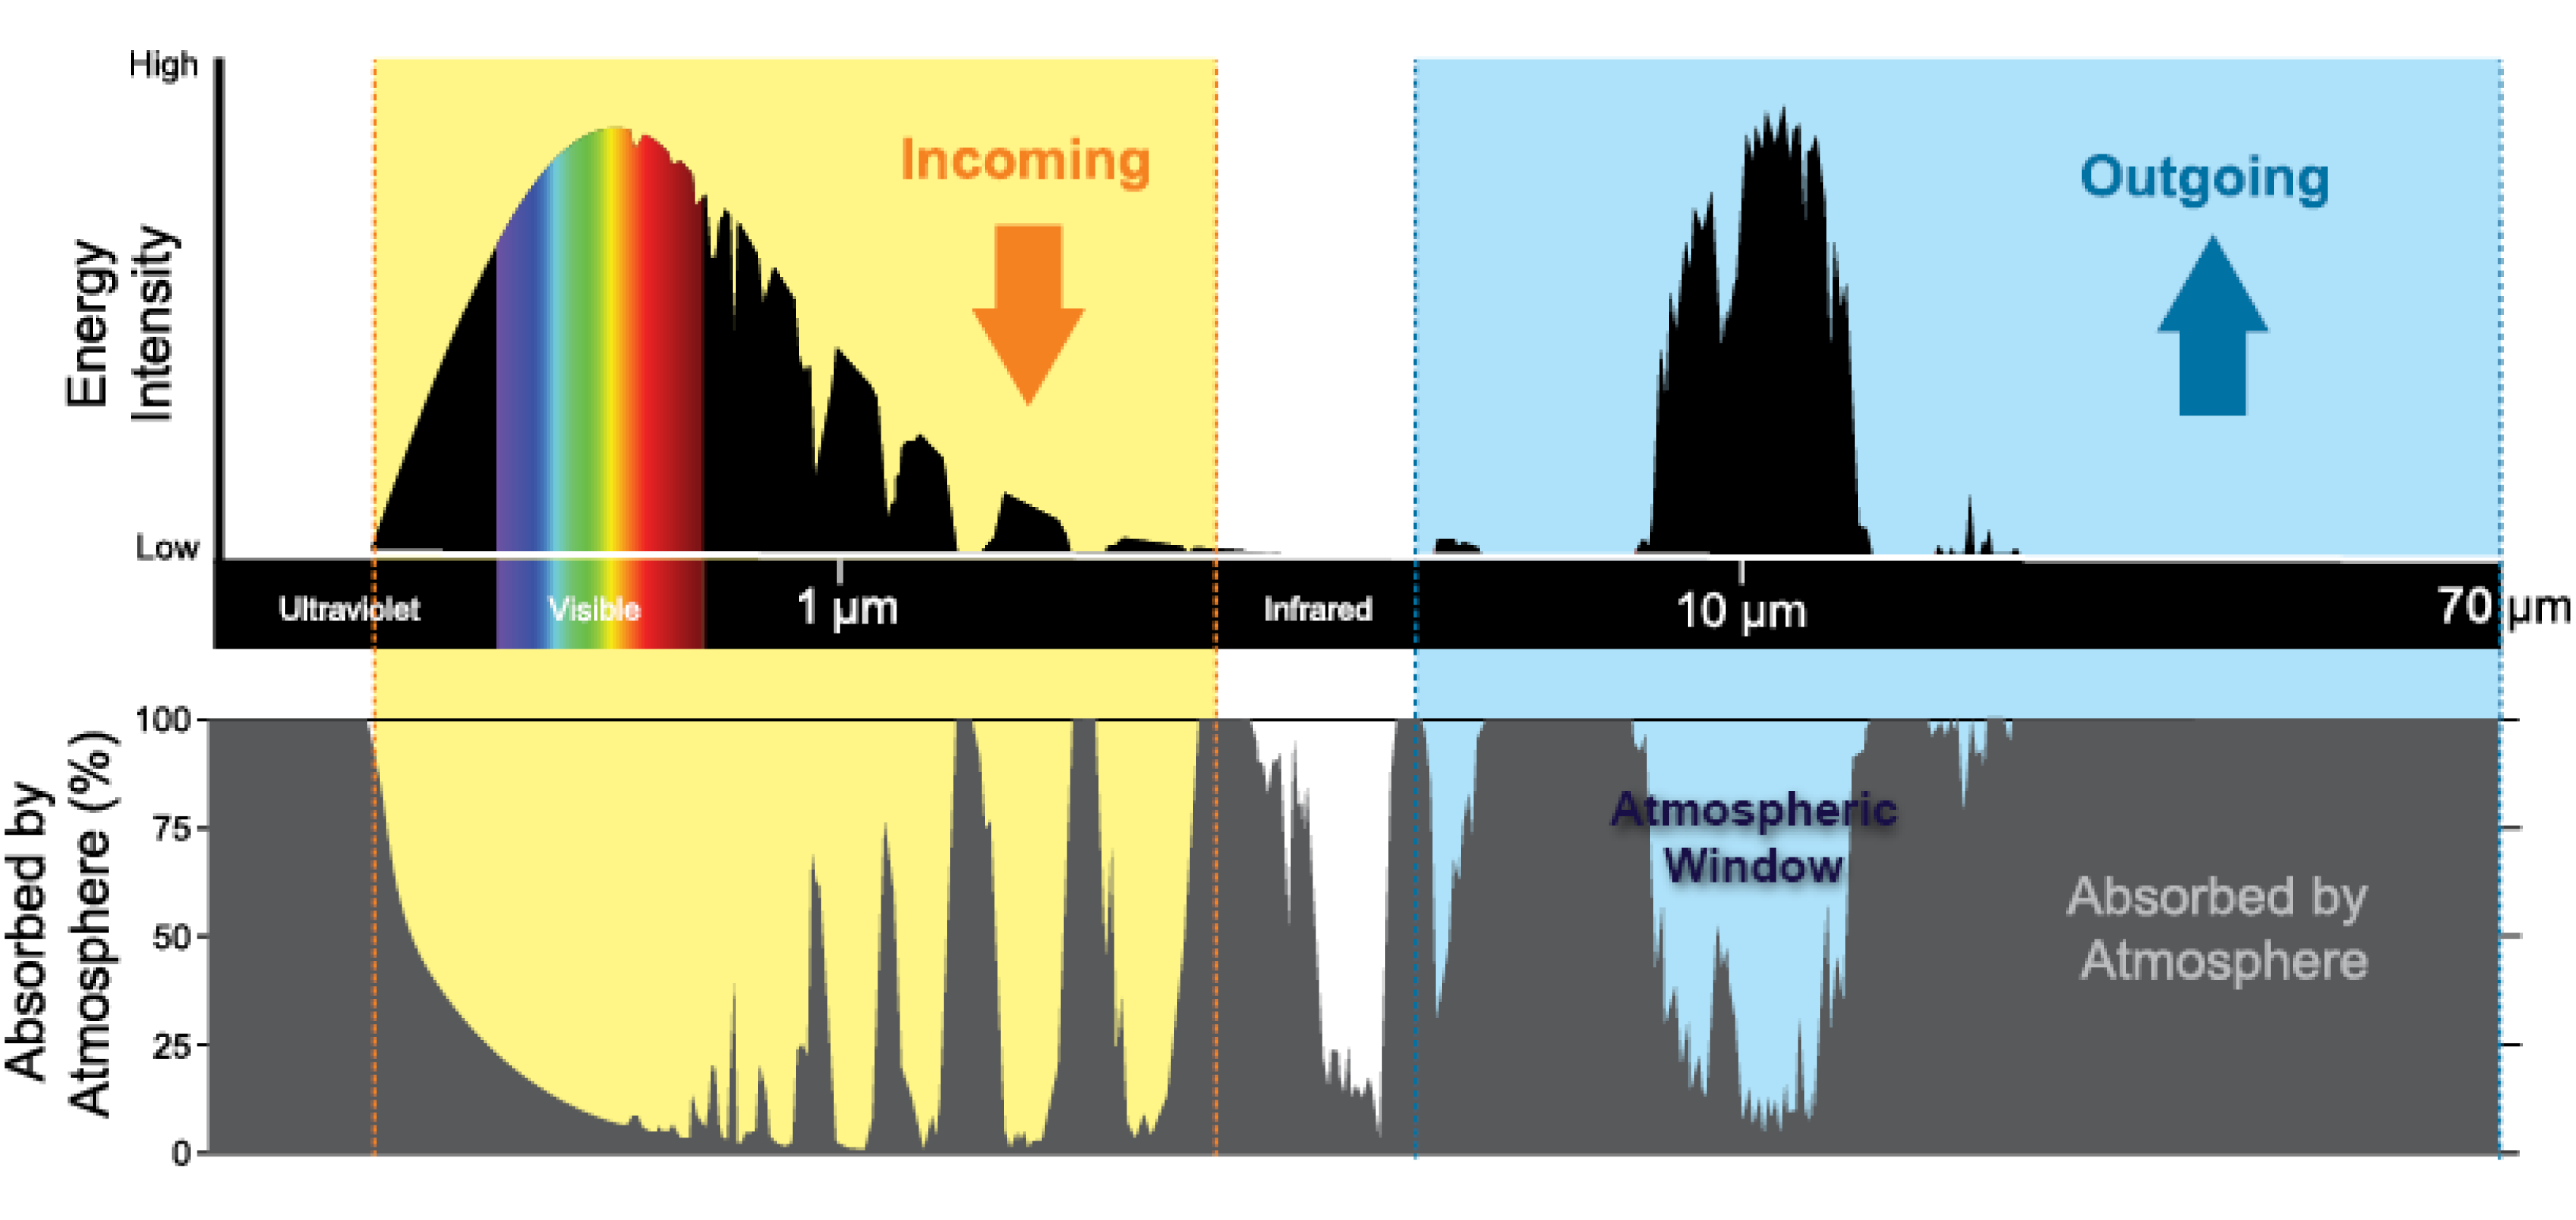 High
Incoming
Outgoing
Energy
Intensity
Low
Ultraviolet
Visible
1 µm
Infrared
10 µm
70 µm
100
75
50
25
0
Absorbed by
Atmosphere (%)
Atmospheric
Window
Absorbed by
Atmosphere